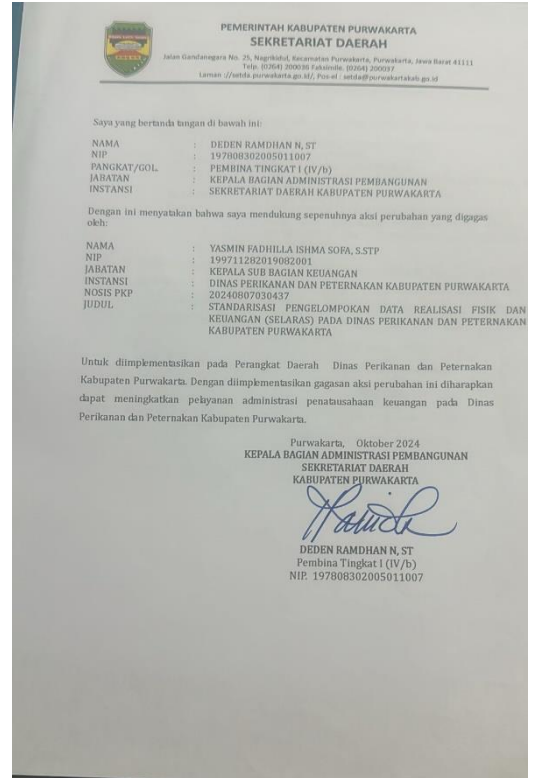 PEMERINTAH KABUPATEN PURWAKARTA
SEKRETARIAT DAERAH
Jalan Gandanegara No. 25, Nagrikidul, Kecamatan Purwakarta, Purwakarta, Jawa Barat 41111
Telp. (0264) 200036 Faksimile. (0264) 200037
Laman ://setda.purwakarta.go.id/, Pos-el : setda@purwakartakab.go.id
Saya yang bertanda tangan di bawah ini:
NAMA : DEDEN RAMDHAN N, ST
NIP : 197808302005011007
PANGKAT/GOL. : PEMBINA TINGKAT I (IV/b)
JABATAN : KEPALA BAGIAN ADMINISTRASI PEMBANGUNAN
INSTANSI : SEKRETARIAT DAERAH KABUPATEN PURWAKARTA
Dengan ini menyatakan bahwa saya mendukung sepenuhnya aksi perubahan yang digagas
oleh:
NAMA : YASMIN FADHILLA ISHMA SOFA, S.STP
NIP : 199711282019082001
JABATAN : KEPALA SUB BAGIAN KEUANGAN
INSTANSI : DINAS PERIKANAN DAN PETERNAKAN KABUPATEN PURWAKARTA
NOSIS PKP : 20240807030437
JUDUL : STANDARISASI PENGELOMPOKAN DATA REALISASI FISIK DAN
KEUANGAN (SELARAS) PADA DINAS PERIKANAN DAN PETERNAKAN
KABUPATEN PURWAKARTA
Untuk diimplementasikan pada Perangkat Daerah Dinas Perikanan dan Peternakan
Kabupaten Purwakarta. Dengan diimplementasikan gagasan aksi perubahan ini diharapkan
dapat meningkatkan pelayanan administrasi penatausahaan keuangan pada Dinas
Perikanan dan Peternakan Kabupaten Purwakarta.
Purwakarta, Oktober 2024
KEPALA BAGIAN ADMINISTRASI PEMBANGUNAN
SEKRETARIAT DAERAH
KABUPATEN PURWAKARTA
DEDEN RAMDHAN N, ST
Pembina Tingkat I (IV/b)
NIP. 197808302005011007